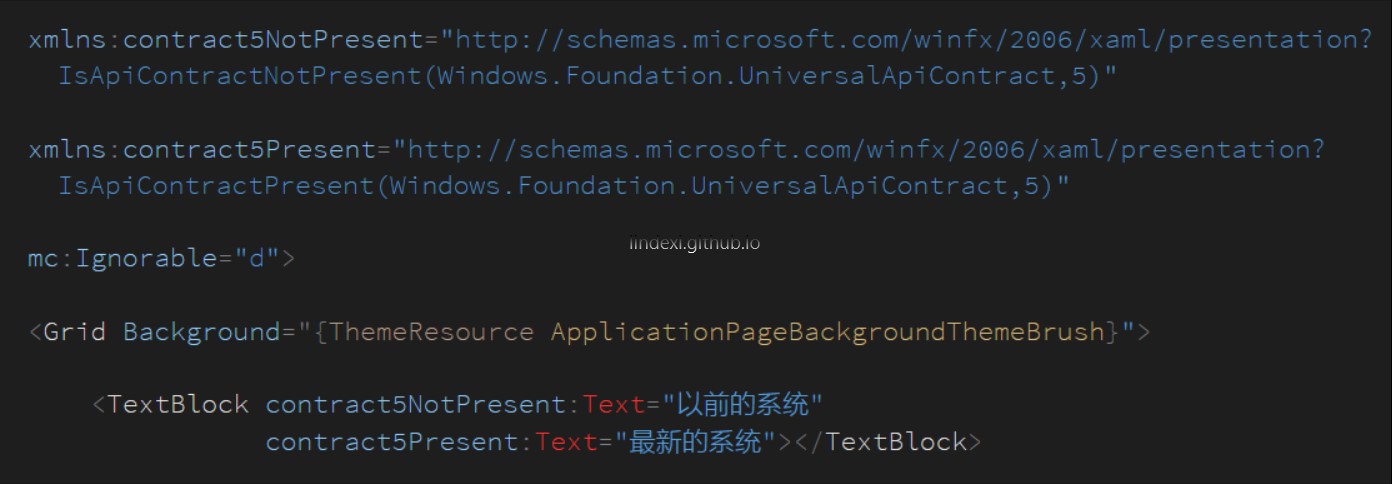 xmlns:contract5NotPresent="http://schemas.microsoft.com/winfx/2006/xaml/presentation?
IsApiContractNotPresent(Windows.Foundation.UniversalApiContract,5)"
xmlns:contract5Present="http://schemas.microsoft.com/winfx/2006/xaml/presentation?
IsApiContractPresent(Windows.Foundation.UniversalApiContract,5)"
lindexi.github.io
mc:Ignorable="d">
<Grid Background="{ThemeResource ApplicationPageBackgroundThemeBrush}">
<TextBlock contract5NotPresent:Text="以前的系统"
contract5Present:Text="最新的系统"></TextBlock>